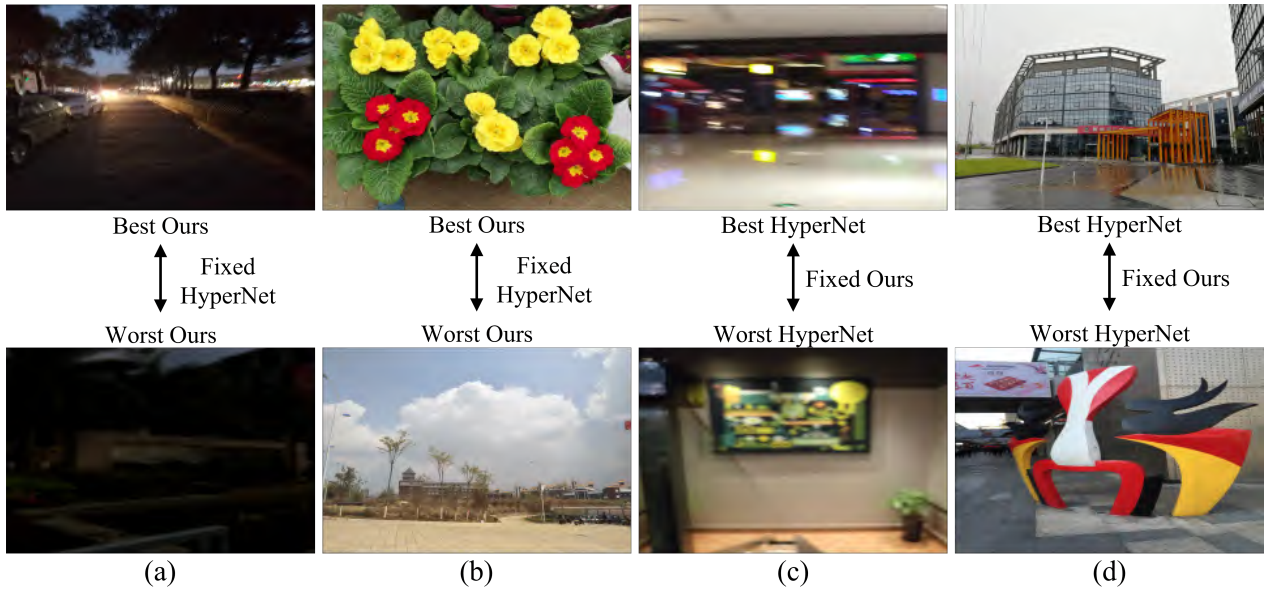 Best Ours
Fixed
HyperNet
Worst Ours
(a)
Best Ours
Fixed
HyperNet
Worst Ours
(b)
Best HyperNet
Fixed Ours
Worst HyperNet
(c)
Best HyperNet
Fixed Ours
Worst HyperNet
(d)